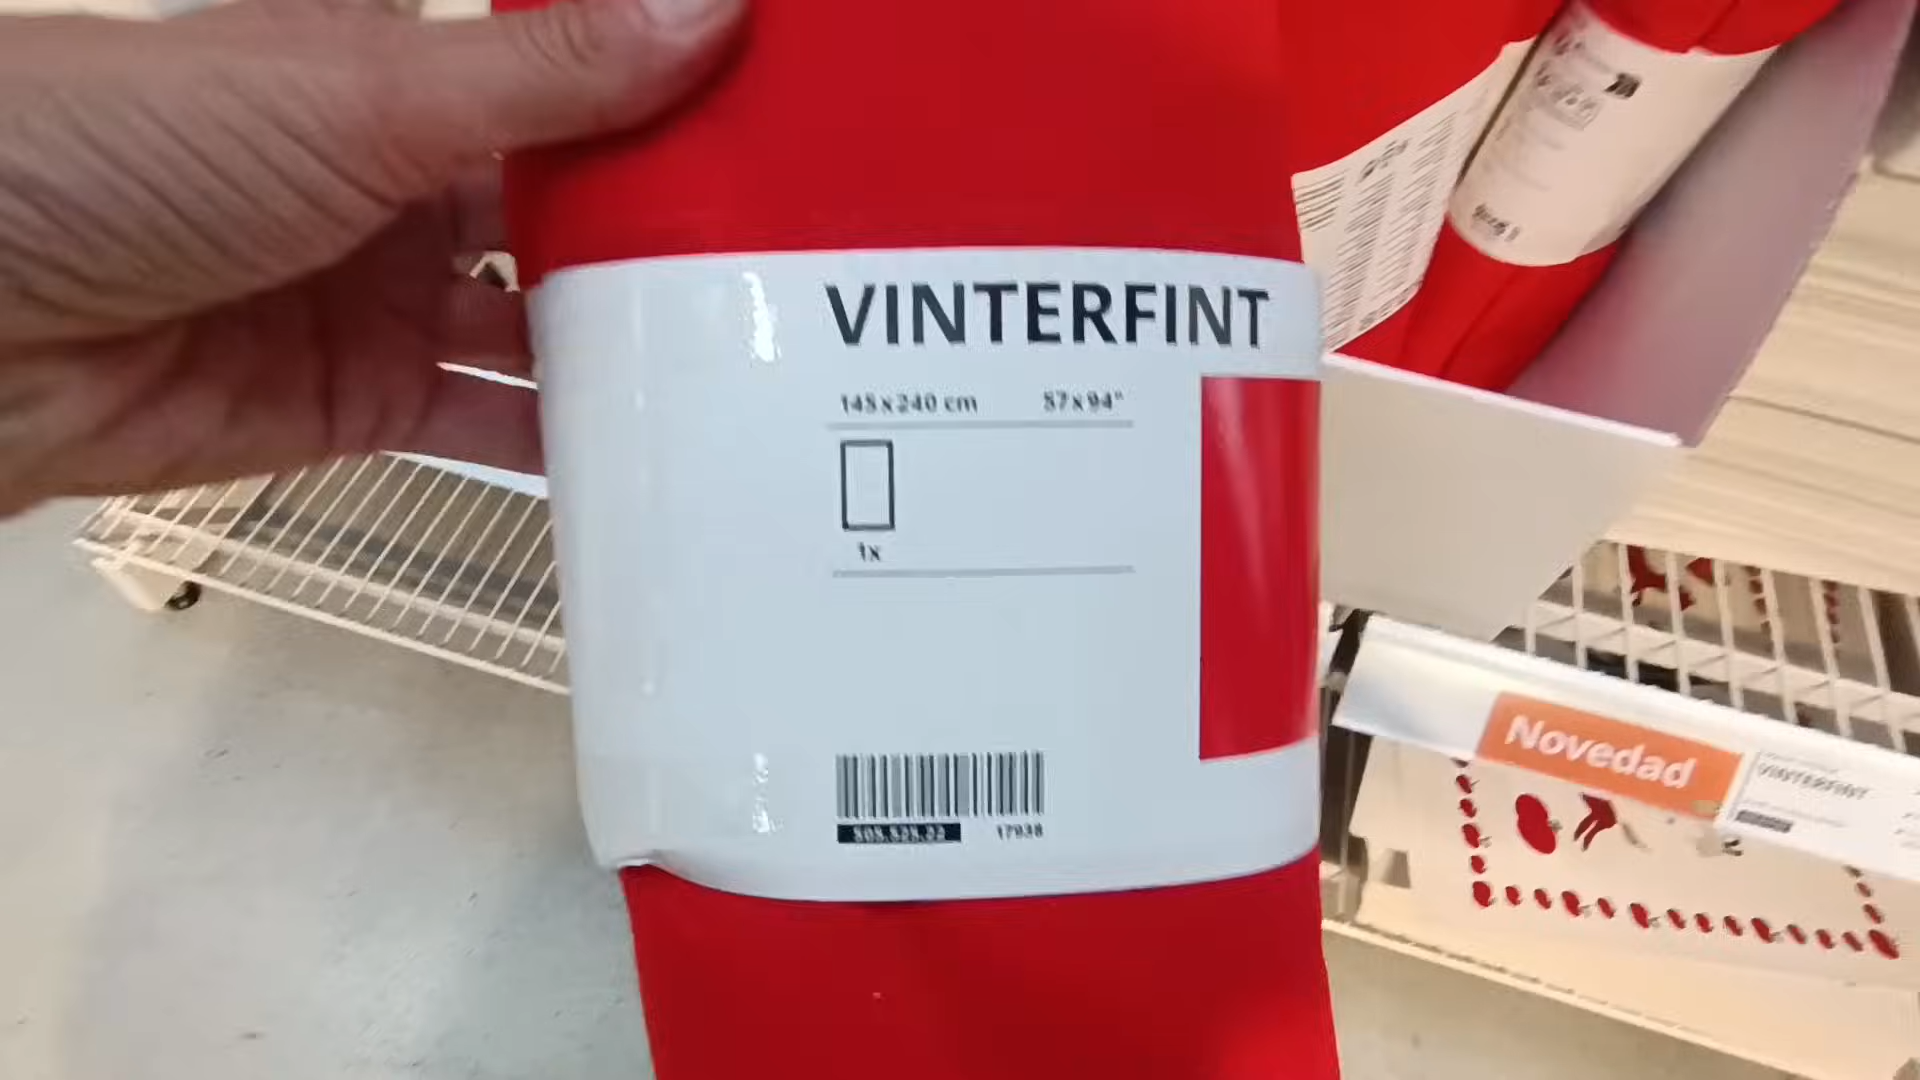 VINTERFINT
145x240 cm 57x94"
1x
17938
Novedad
VINTERFINT